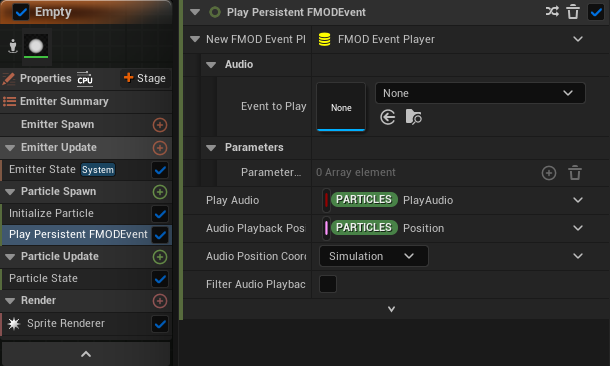 Empty
Properties CPU + Stage
Emitter Summary
Emitter Spawn
Emitter Update
Emitter State System
Particle Spawn
Initialize Particle
Play Persistent FMODEvent
Particle Update
Particle State
Render
Sprite Renderer
Play Persistent FMODEvent
New FMOD Event Pl FMOD Event Player
Audio
Event to Play None None
Parameters
Parameter... 0 Array element
Play Audio PARTICLES PlayAudio
Audio Playback Pos PARTICLES Position
Audio Position Coor Simulation
Filter Audio Playbac